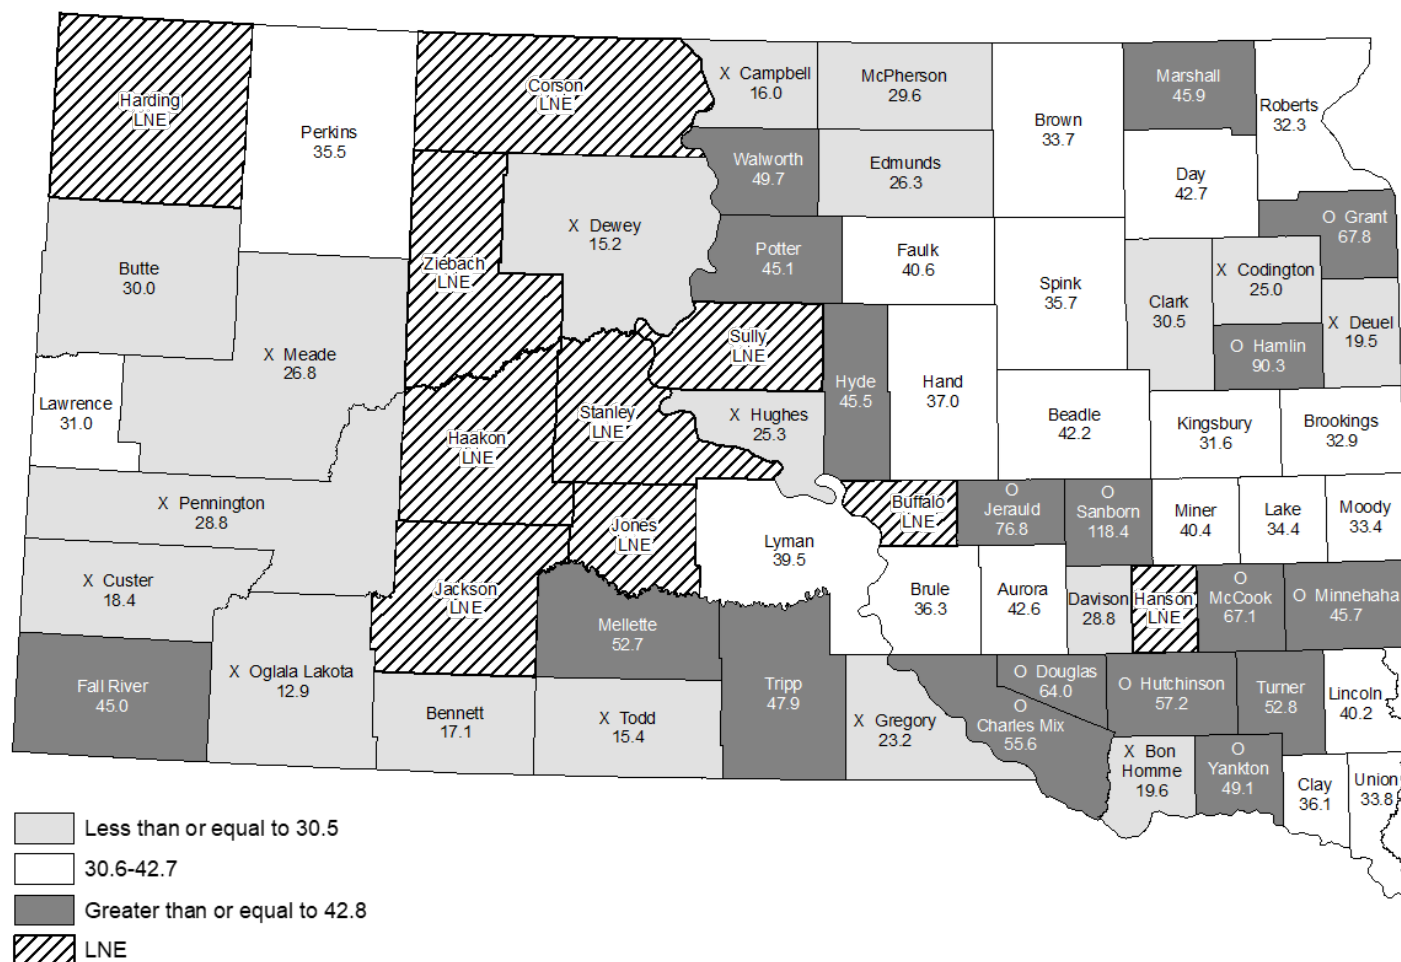 Harding
LNE
Perkins
35.5
Corson
LNE
X Campbell
16.0
McPherson
29.6
Brown
33.7
Marshall
45.9
Roberts
32.3
Walworth
49.7
Edmunds
26.3
Day
42.7
X Dewey
15.2
O Grant
67.8
Butte
30.0
Ziebach
LNE
Potter
45.1
Faulk
40.6
Spink
35.7
Clark
30.5
X Codington
25.0
X Deuel
19.5
X Meade
26.8
Sully
LNE
O Hamlin
90.3
Hyde
45.5
Hand
37.0
Lawrence
31.0
Haakon
LNE
Stanley
LNE
X Hughes
25.3
Beadle
42.2
Kingsbury
31.6
Brookings
32.9
X Pennington
28.8
Jones
LNE
Lyman
39.5
Buffalo
LNE
O
Jerauld
76.8
O
Sanborn
118.4
Miner
40.4
Lake
34.4
Moody
33.4
X Custer
18.4
Jackson
LNE
Mellette
52.7
Brule
36.3
Aurora
42.6
Davison
28.8
Hanson
LNE
O
McCook
67.1
O Minnehaha
45.7
Fall River
45.0
X Oglala Lakota
12.9
Bennett
17.1
X Todd
15.4
Tripp
47.9
X Gregory
23.2
O
Charles Mix
55.6
O Douglas
64.0
O Hutchinson
57.2
Turner
52.8
Lincoln
40.2
X Bon
Homme
19.6
O
Yankton
49.1
Clay
36.1
Union
33.8
Less than or equal to 30.5
30.6-42.7
Greater than or equal to 42.8
LNE